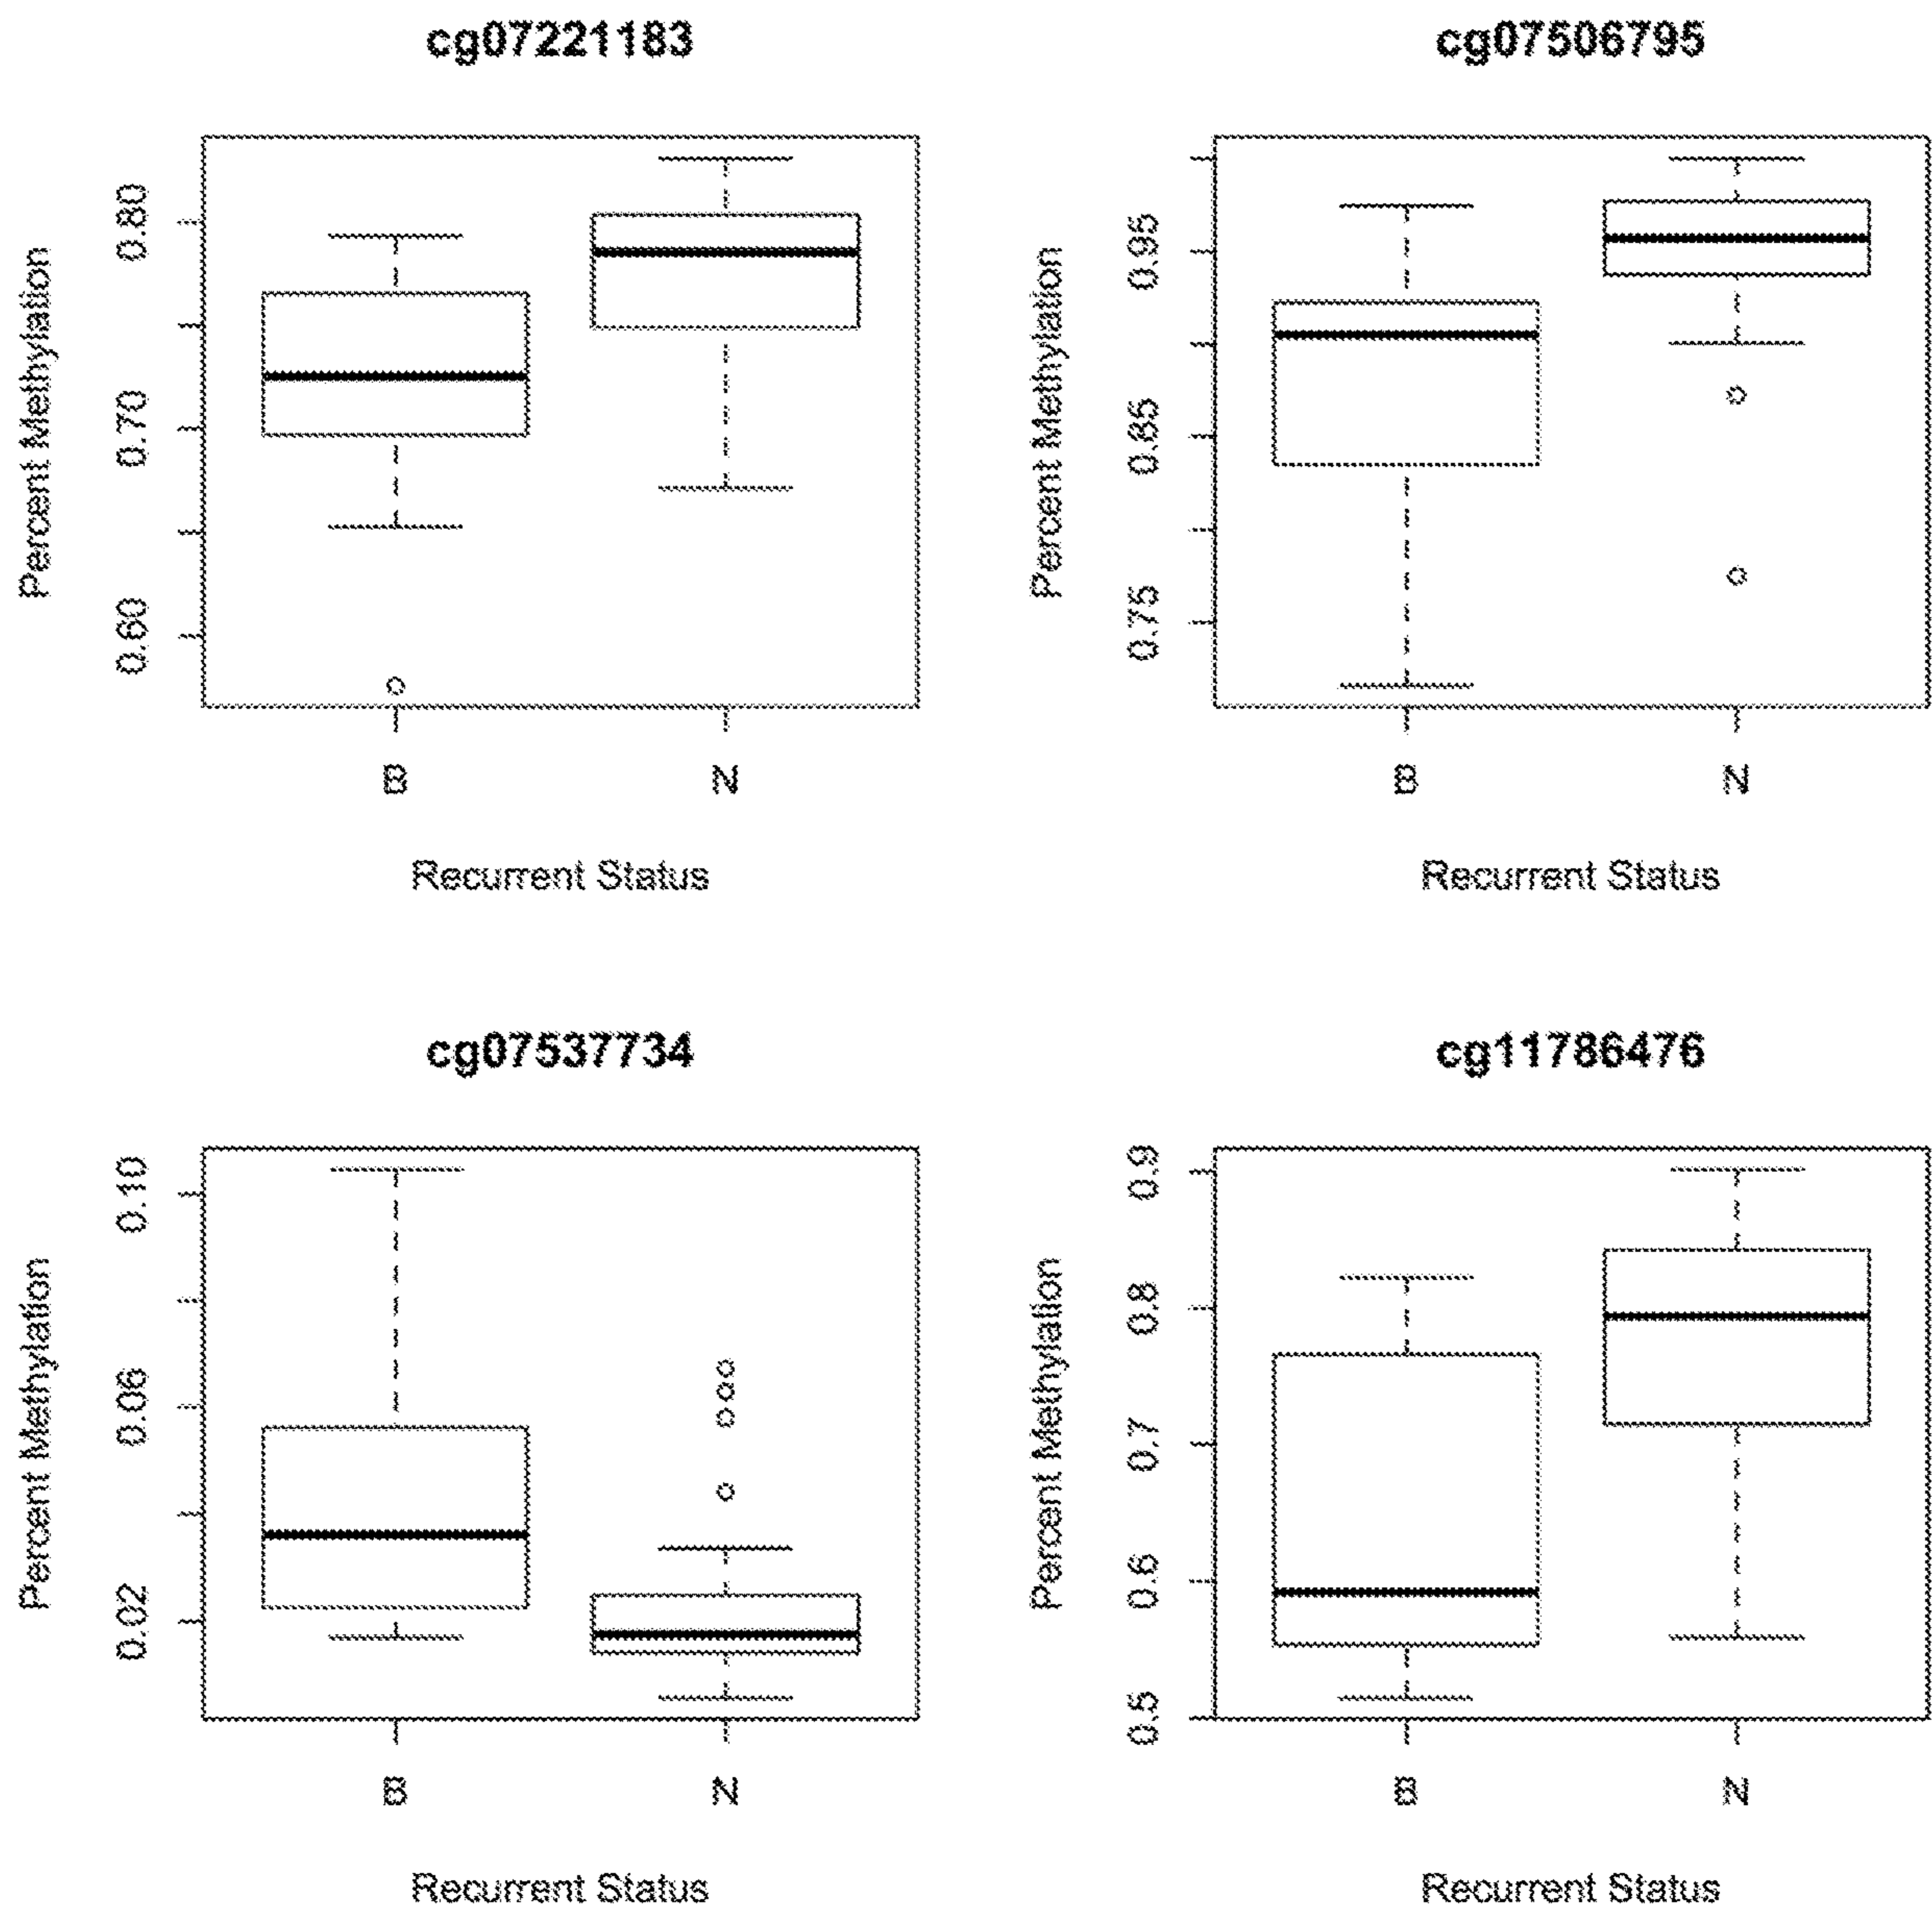 cg07221183
Percent Methylation
0.80
0.70
0.60
B
N
Recurrent Status
cg07506795
Percent Methylation
0.95
0.85
0.75
B
N
Recurrent Status
cg07537734
Percent Methylation
0.10
0.06
0.02
B
N
Recurrent Status
cg11786476
Percent Methylation
0.9
0.8
0.7
0.6
0.5
B
N
Recurrent Status